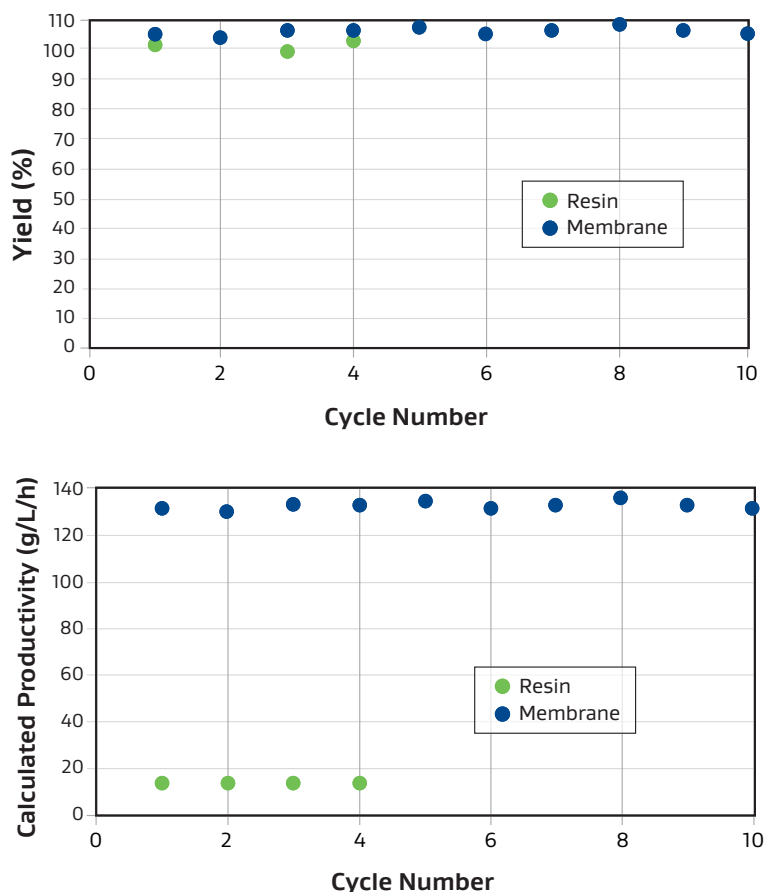 110
100
90
80
70
60
50
40
30
20
10
0
Yield (%)
Resin
Membrane
0 2 4 6 8 10
Cycle Number
140
120
100
80
60
40
20
0
Calculated Productivity (g/L/h)
Resin
Membrane
0 2 4 6 8 10
Cycle Number